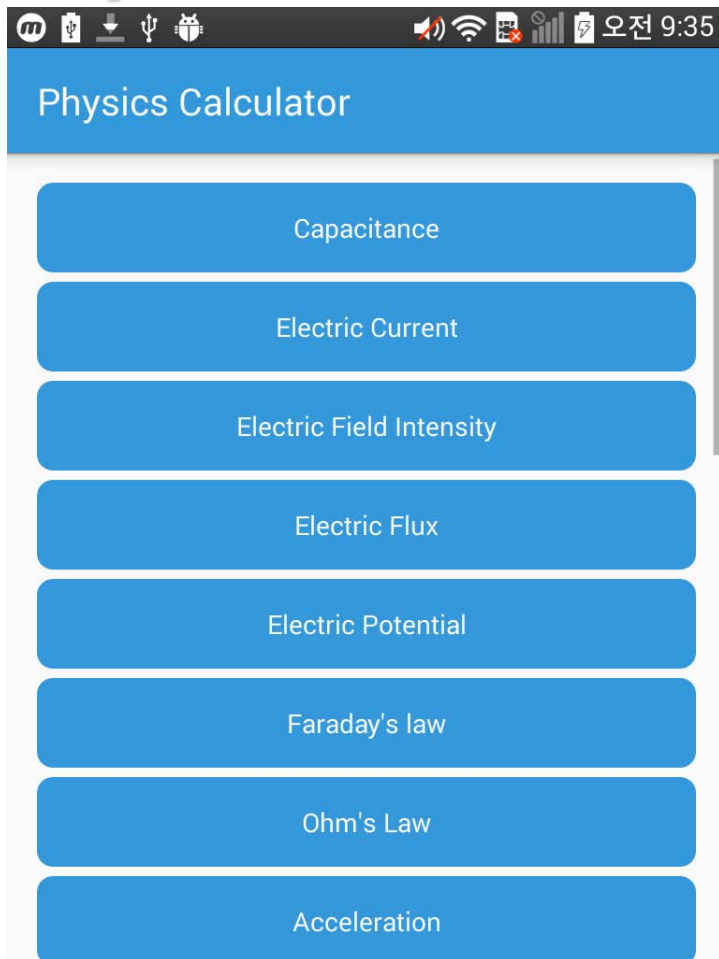 오전 9:35
Physics Calculator
Capacitance
Electric Current
Electric Field Intensity
Electric Flux
Electric Potential
Faraday's law
Ohm's Law
Acceleration